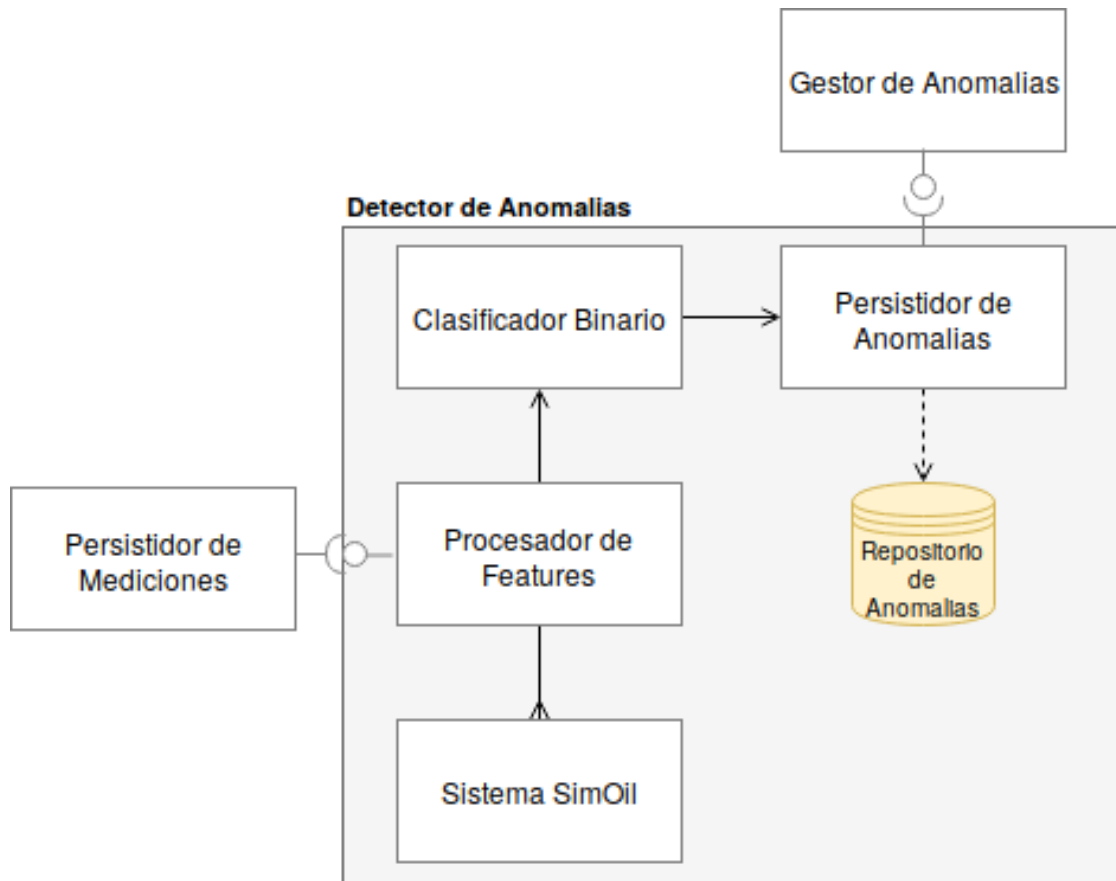 Gestor de Anomalias
Detector de Anomalias
Clasificador Binario
Persistidor de
Anomalias
Persistidor de
Mediciones
Procesador de
Features
Repositorio
de
Anomalias
Sistema SimOil